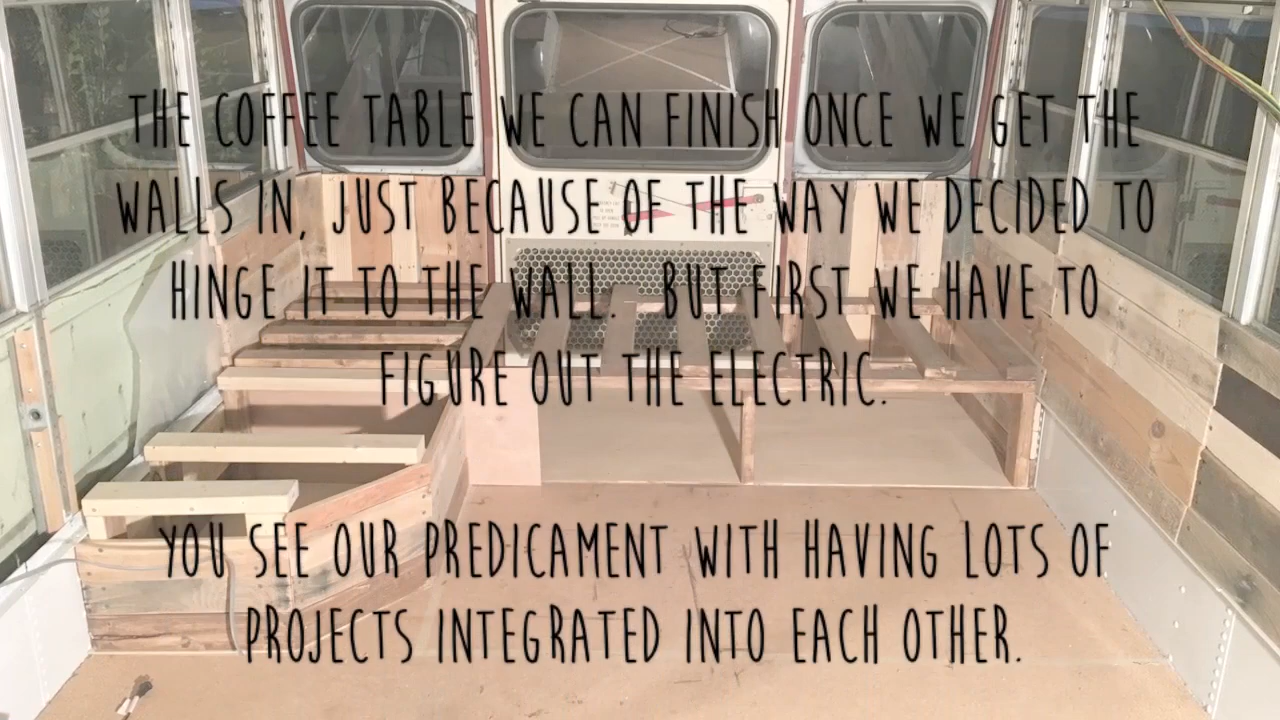 THE COFFEE TABLE WE CAN FINISH ONCE WE GET THE
WALLS IN, JUST BECAUSE OF THE WAY WE DECIDED TO
HINGE IT TO THE WALL. BUT FIRST WE HAVE TO
FIGURE OUT THE ELECTRIC.
YOU SEE OUR PREDICAMENT WITH HAVING LOTS OF
PROJECTS INTEGRATED INTO EACH OTHER.